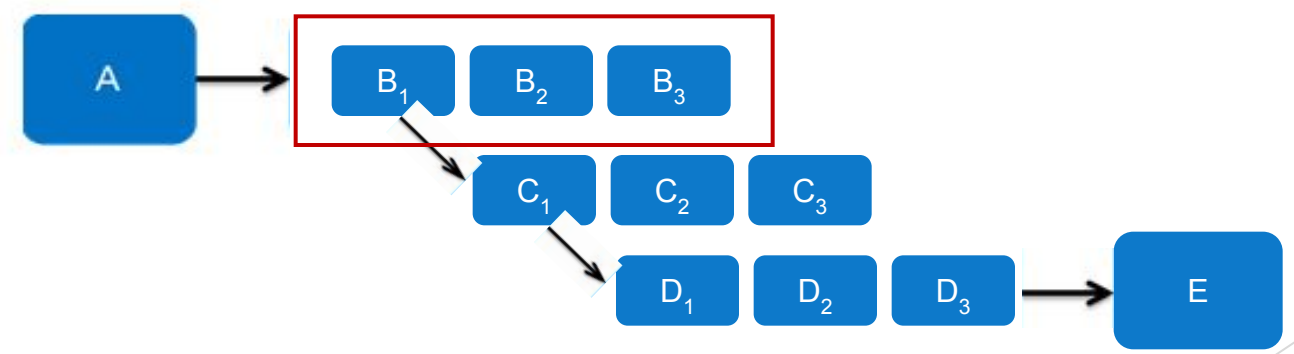 A
B₁ B₂ B₃
C₁ C₂ C₃
D₁ D₂ D₃
E